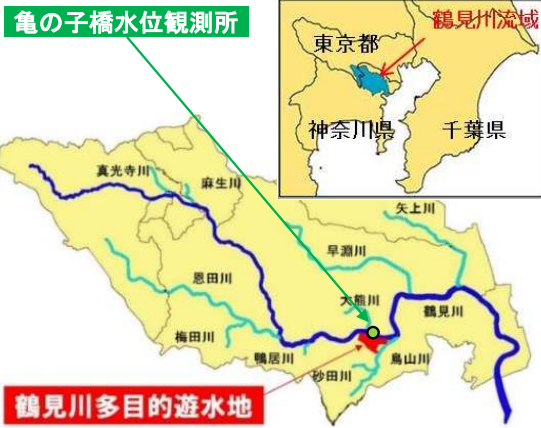 亀の子橋水位観測所
鶴見川流域
東京都
神奈川県
千葉県
真光寺川
麻生川
矢上川
早淵川
恩田川
大熊川
鶴見川
梅田川
鴨居川
鳥山川
砂田川
鶴見川多目的遊水地